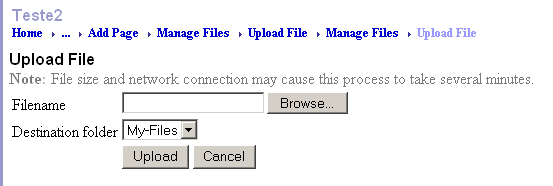 Teste2
Home ... Add Page Manage Files Upload File Manage Files Upload File
Upload File
Note: File size and network connection may cause this process to take several minutes.
Filename Browse...
Destination folder My-Files
Upload Cancel